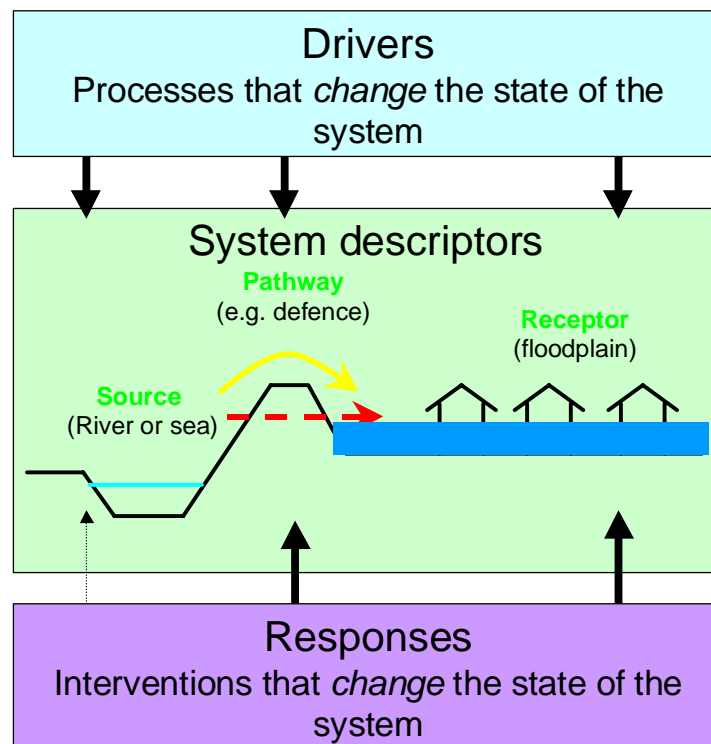 Drivers
Processes that change the state of the
system
System descriptors
Pathway
(e.g. defence)
Receptor
(floodplain)
Source
(River or sea)
Responses
Interventions that change the state of the
system